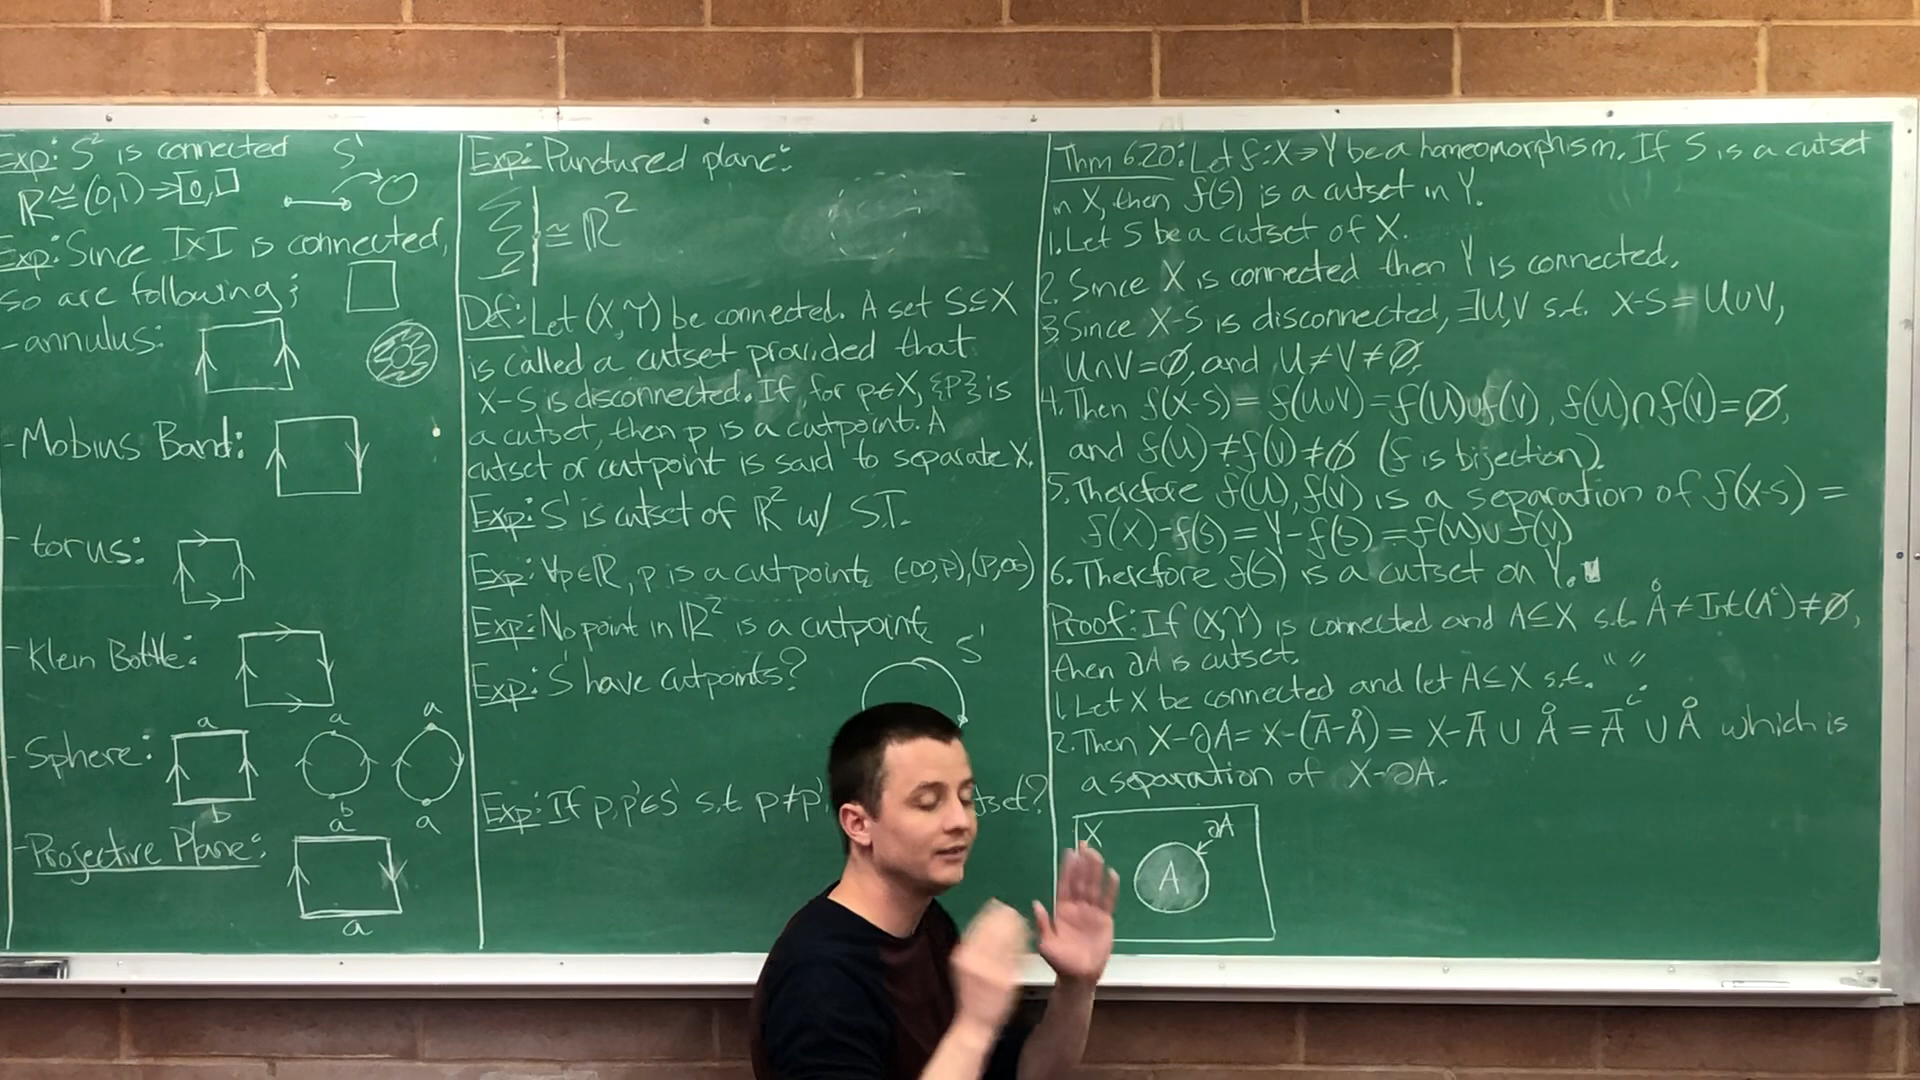 Exp: S² is connected S¹
ℝ≅(0,1)→[0,1]
Exp: Since I×I is connected,
so are following;
-annulus:
-Mobius Band:
-torus:
-Klein Bottle:
-Sphere: a a a
b b a
-Projective Plane: a
a
Exp: Punctured plane:
≅ ℝ²
Def: Let (X,Υ) be connected. A set S⊆X
is called a cutset provided that
X-S is disconnected. If, for p∈X, {p} is
a cutset, then p is a cutpoint. A
cutset or cutpoint is said to separate X.
Exp: S¹ is cutset of ℝ² w/ ST.
Exp: ∀p∈ℝ, p is a cutpoint, (-∞,p),(p,∞)
Exp: No point in ℝ² is a cutpoint,
Exp: S¹ have cutpoints? S¹
Exp: If p,p'∈S¹ s.t. p≠p',
Thm 6.20: Let f:X→Y be a homeomorphism. If S is a cutset
in X, then f(S) is a cutset in Y.
1. Let S be a cutset of X.
2. Since X is connected then Y is connected.
3. Since X-S is disconnected, ∃U,V s.t. X-S = U∪V,
U∩V=∅, and U≠V≠∅.
4. Then f(X-S) = f(U∪V) = f(U)∪f(V), f(U)∩f(V)=∅,
and f(U)≠f(V)≠∅ (f is bijection).
5. Therefore f(U),f(V) is a separation of f(X-S) =
f(X)-f(S) = Y-f(S) = f(U)∪f(V)
6. Therefore f(S) is a cutset on Y.
Proof: If (X,Υ) is connected and A⊆X s.t. Å≠Int(Aᶜ)≠∅,
then ∂A is cutset.
1. Let X be connected and let A⊆X s.t. " "
2. Then X-∂A = X-(Ā-Å) = X-Ā ∪ Å = Āᶜ ∪ Å which is
a separation of X-∂A.
X ∂A
A